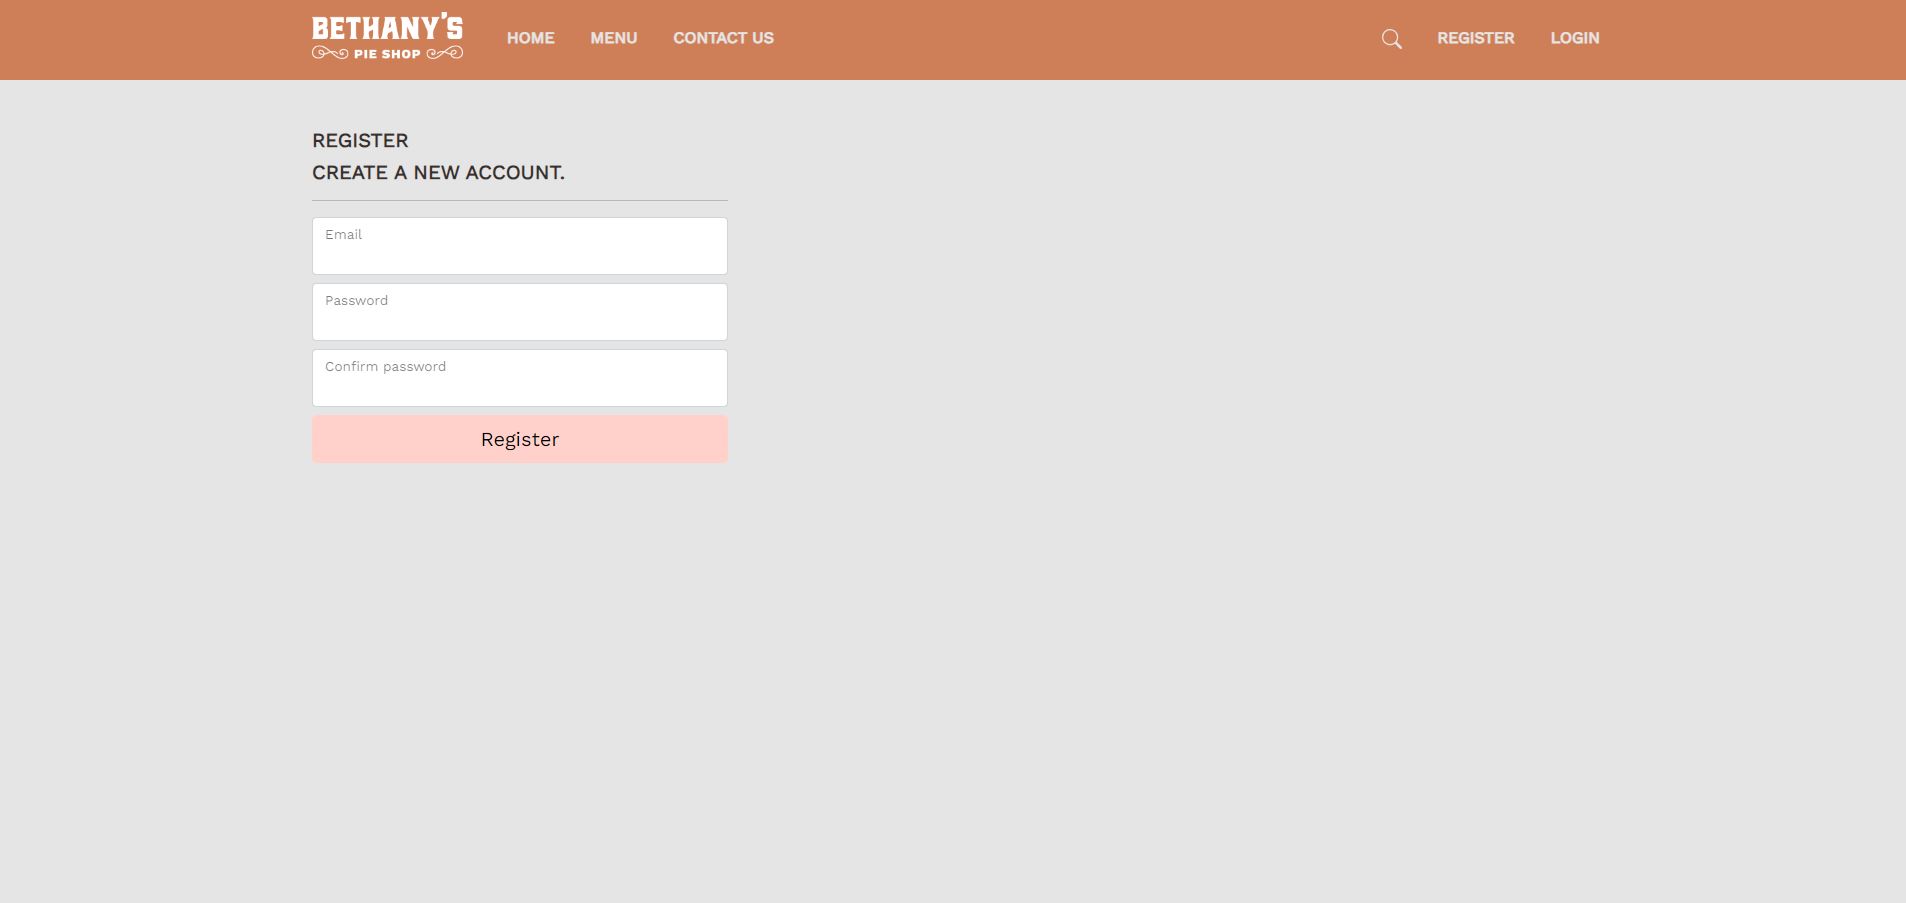 BETHANY'S
PIE SHOP
HOME MENU CONTACT US
REGISTER LOGIN
REGISTER
CREATE A NEW ACCOUNT.
Email
Password
Confirm password
Register